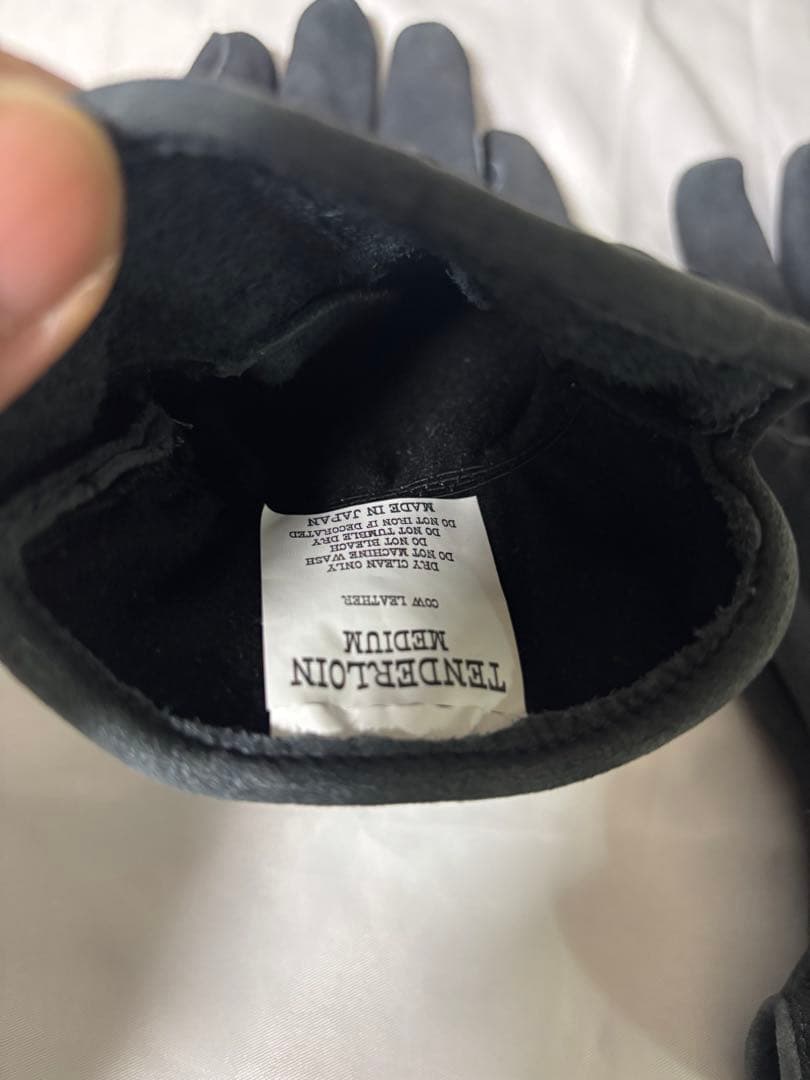 TENDERLOIN
MEDIUM
COW LEATHER
DRY CLEAN ONLY
DO NOT MACHINE WASH
DO NOT BLEACH
DO NOT TUMBLE DRY
DO NOT IRON IF DECORATED
MADE IN JAPAN